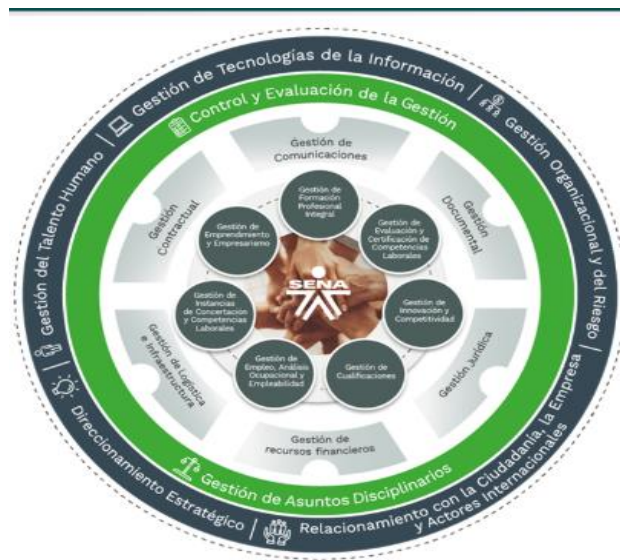 Gestión de Tecnologías de la Información
Gestión Organizacional y del Riesgo
Relacionamiento con la Ciudadanía, la Empresa
y Actores Internacionales
Direccionamiento Estratégico
Gestión del Talento Humano
Control y Evaluación de la Gestión
Gestión de Asuntos Disciplinarios
Gestión de
Comunicaciones
Gestión
Documental
Gestión Jurídica
Gestión de
recursos financieros
Gestión de Logística
e Infraestructura
Gestión
Contractual
Gestión de
Formación
Profesional
Integral
Gestión de
Evaluación y
Certificación de
Competencias
Laborales
Gestión de
Innovación y
Competitividad
Gestión de
Cualificaciones
Gestión de
Empleo, Análisis
Ocupacional y
Empleabilidad
Gestión de
Instancias
de Concertación
y Competencias
Laborales
Gestión de
Emprendimiento
y Empresarismo
SENA